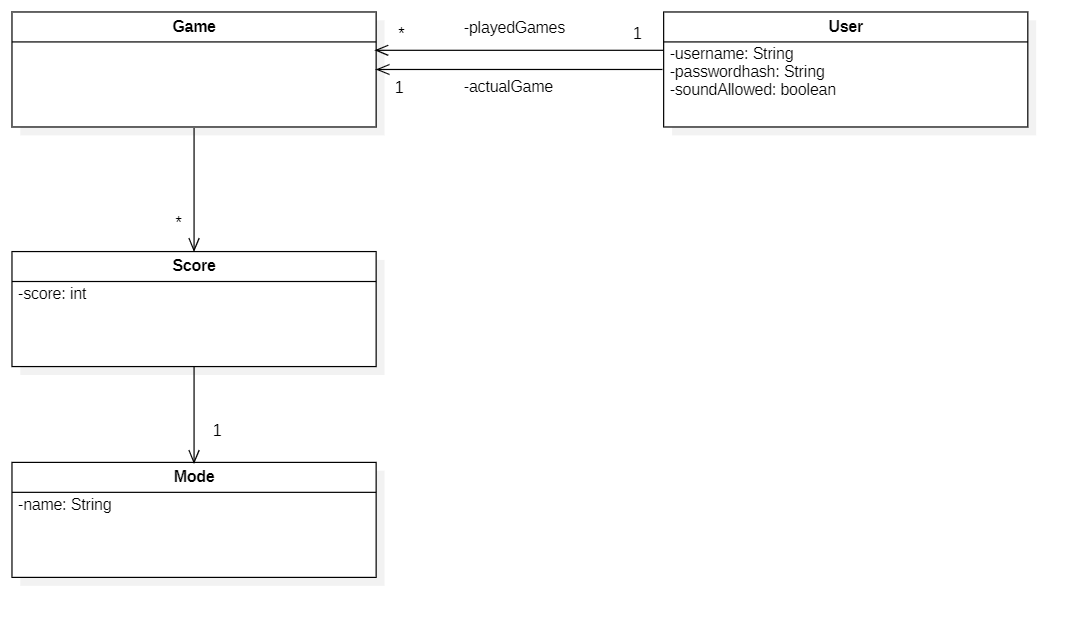 Game
* -playedGames 1
1 -actualGame
User
-username: String
-passwordhash: String
-soundAllowed: boolean
*
Score
-score: int
1
Mode
-name: String